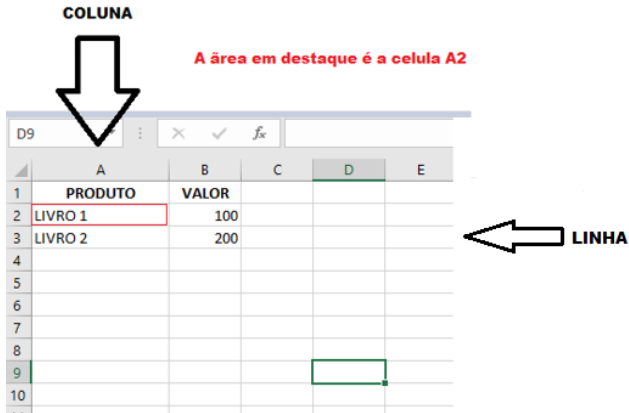 COLUNA
A ärea em destaque é a celula A2
D9 fx
A B C D E
1 PRODUTO VALOR
2 LIVRO 1 100
3 LIVRO 2 200
LINHA
4
5
6
7
8
9
10